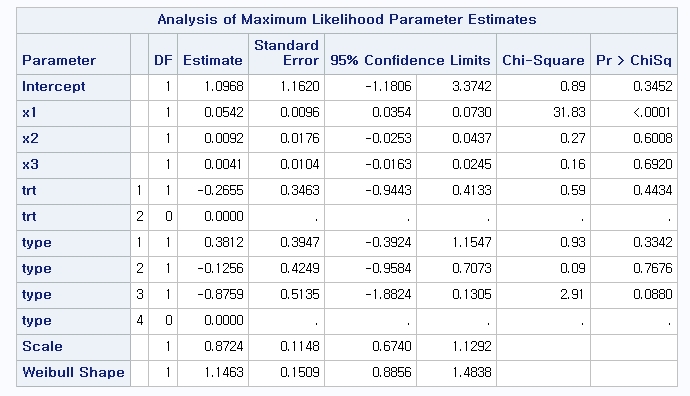 Analysis of Maximum Likelihood Parameter Estimates
Parameter DF Estimate Standard Error 95% Confidence Limits Chi-Square Pr > ChiSq
Intercept 1 1.0968 1.1620 -1.1806 3.3742 0.89 0.3452
x1 1 0.0542 0.0096 0.0354 0.0730 31.83 <.0001
x2 1 0.0092 0.0176 -0.0253 0.0437 0.27 0.6008
x3 1 0.0041 0.0104 -0.0163 0.0245 0.16 0.6920
trt 1 1 -0.2655 0.3463 -0.9443 0.4133 0.59 0.4434
trt 2 0 0.0000 . . . . .
type 1 1 0.3812 0.3947 -0.3924 1.1547 0.93 0.3342
type 2 1 -0.1256 0.4249 -0.9584 0.7073 0.09 0.7676
type 3 1 -0.8759 0.5135 -1.8824 0.1305 2.91 0.0880
type 4 0 0.0000 . . . . .
Scale 1 0.8724 0.1148 0.6740 1.1292
Weibull Shape 1 1.1463 0.1509 0.8856 1.4838